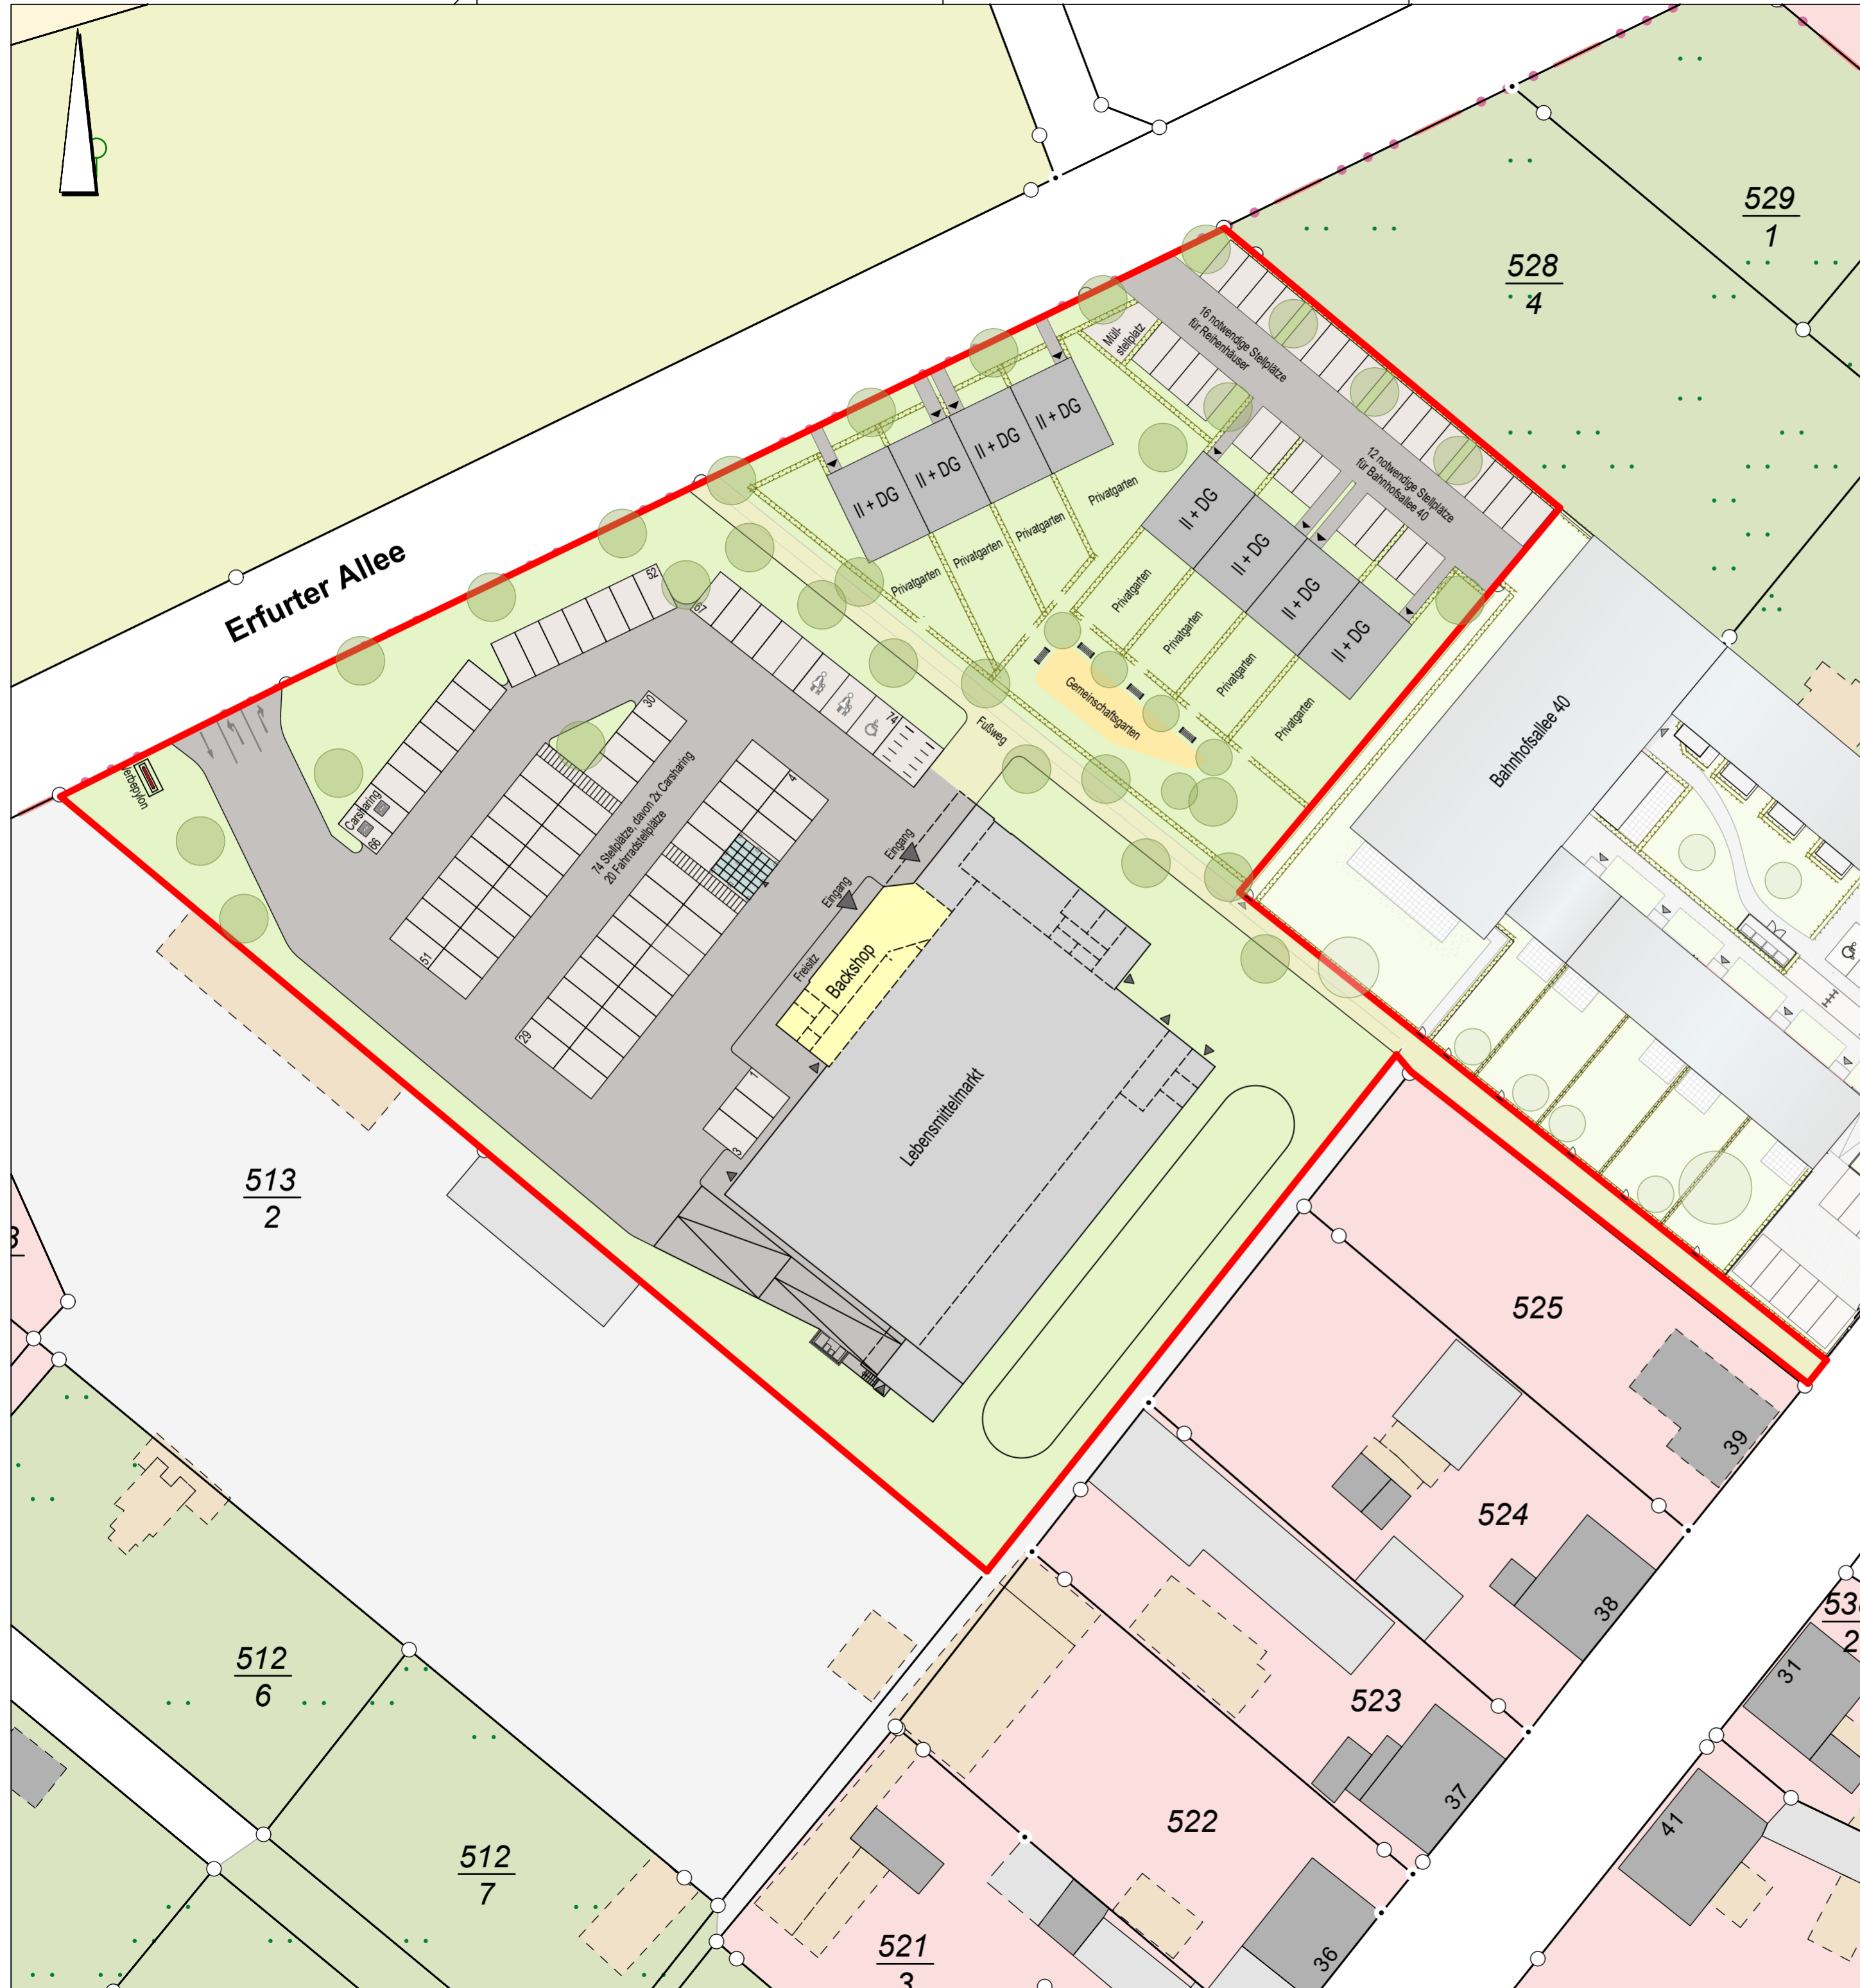 529
1
528
4
Erfurter Allee
16 notwendige Stellplätze
für Reihenhäuser
Müll-
stellplatz
12 notwendige Stellplätze
für Bahnhofsallee 40
II + DG
II + DG
II + DG
II + DG
II + DG
II + DG
II + DG
II + DG
Privatgarten
Privatgarten
Privatgarten
Privatgarten
Privatgarten
Privatgarten
Privatgarten
Privatgarten
Gemeinschaftsgarten
Fußweg
Bahnhofsallee 40
52
67
74
30
4
Carsharing
66
74 Stellplätze, davon 2x Carsharing
20 Fahrradstellplätze
51
29
Eingang
Eingang
Freisitz
Backshop
Lebensmittelmarkt
1
3
513
2
525
39
524
38
523
37
522
36
521
3
512
6
512
7
31
41
2